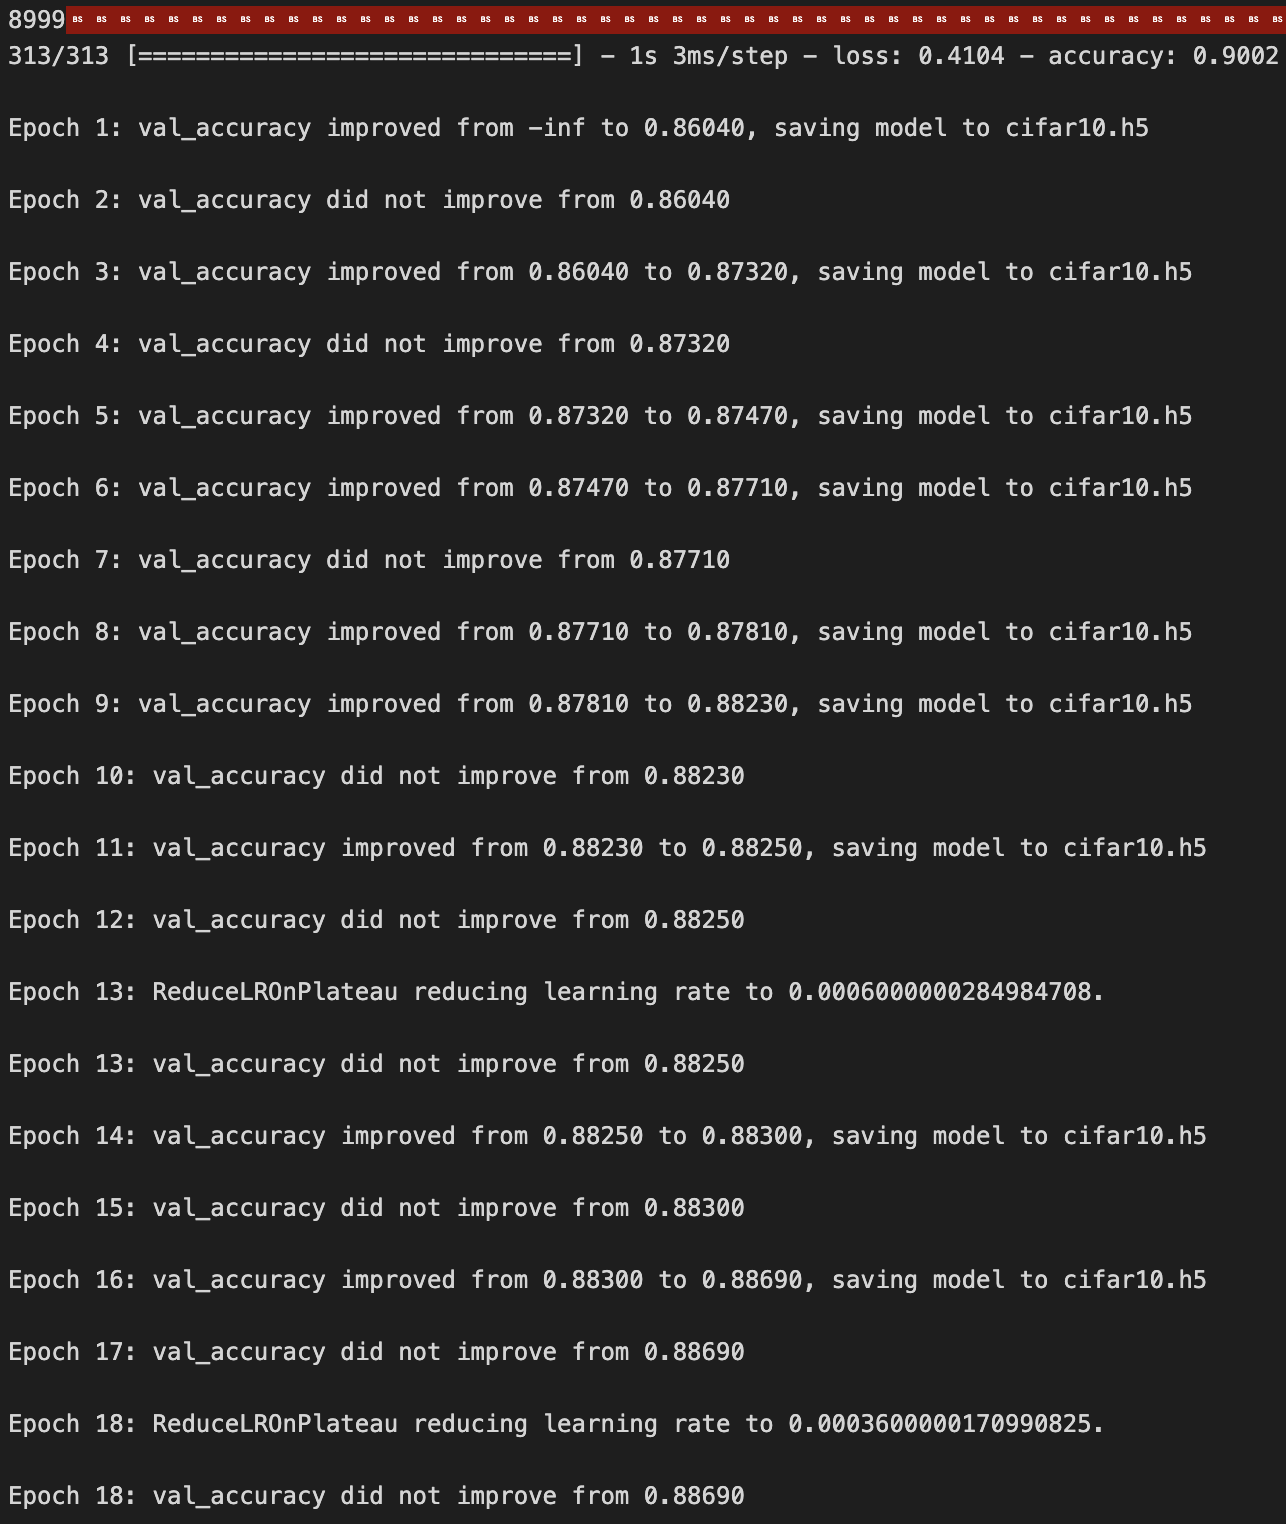 8999 BS BS BS BS BS BS BS BS BS BS BS BS BS BS BS BS BS BS BS BS BS BS BS BS BS BS BS BS BS BS BS BS BS BS BS BS BS BS BS BS BS BS BS BS BS BS BS BS BS BS BS
313/313 [==============================] - 1s 3ms/step - loss: 0.4104 - accuracy: 0.9002
Epoch 1: val_accuracy improved from -inf to 0.86040, saving model to cifar10.h5
Epoch 2: val_accuracy did not improve from 0.86040
Epoch 3: val_accuracy improved from 0.86040 to 0.87320, saving model to cifar10.h5
Epoch 4: val_accuracy did not improve from 0.87320
Epoch 5: val_accuracy improved from 0.87320 to 0.87470, saving model to cifar10.h5
Epoch 6: val_accuracy improved from 0.87470 to 0.87710, saving model to cifar10.h5
Epoch 7: val_accuracy did not improve from 0.87710
Epoch 8: val_accuracy improved from 0.87710 to 0.87810, saving model to cifar10.h5
Epoch 9: val_accuracy improved from 0.87810 to 0.88230, saving model to cifar10.h5
Epoch 10: val_accuracy did not improve from 0.88230
Epoch 11: val_accuracy improved from 0.88230 to 0.88250, saving model to cifar10.h5
Epoch 12: val_accuracy did not improve from 0.88250
Epoch 13: ReduceLROnPlateau reducing learning rate to 0.0006000000284984708.
Epoch 13: val_accuracy did not improve from 0.88250
Epoch 14: val_accuracy improved from 0.88250 to 0.88300, saving model to cifar10.h5
Epoch 15: val_accuracy did not improve from 0.88300
Epoch 16: val_accuracy improved from 0.88300 to 0.88690, saving model to cifar10.h5
Epoch 17: val_accuracy did not improve from 0.88690
Epoch 18: ReduceLROnPlateau reducing learning rate to 0.0003600000170990825.
Epoch 18: val_accuracy did not improve from 0.88690